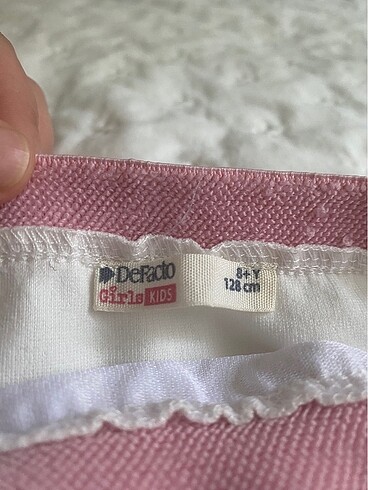 DeFacto
Girls KIDS
8+ Y
128 cm